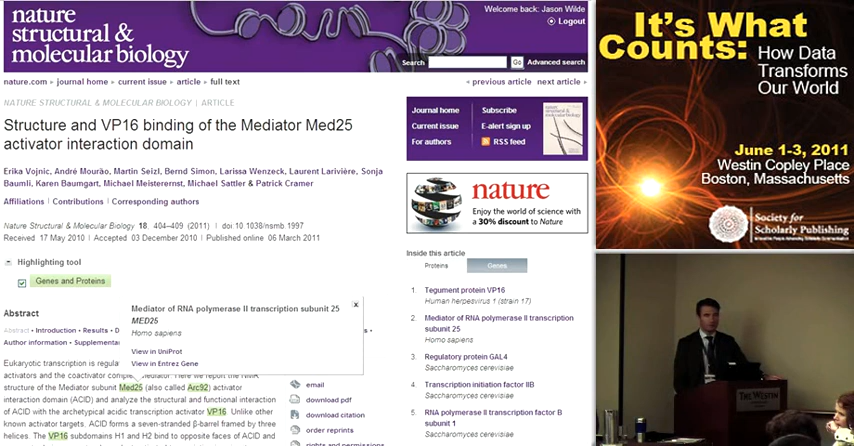 nature
structural &
molecular biology
Welcome back: Jason Wilde
Logout
Search
Go
Advanced search
nature.com ▸ journal home ▸ current issue ▸ article ▸ full text
◂ previous article next article ▸
NATURE STRUCTURAL & MOLECULAR BIOLOGY | ARTICLE
Structure and VP16 binding of the Mediator Med25
activator interaction domain
Erika Vojnic, André Mourão, Martin Seizl, Bernd Simon, Larissa Wenzeck, Laurent Larivière, Sonja
Baumli, Karen Baumgart, Michael Meisterernst, Michael Sattler & Patrick Cramer
Affiliations | Contributions | Corresponding authors
Nature Structural & Molecular Biology 18, 404–409 (2011) | doi:10.1038/nsmb.1997
Received 17 May 2010 | Accepted 03 December 2010 | Published online 06 March 2011
Highlighting tool
Genes and Proteins
Abstract
Mediator of RNA polymerase II transcription subunit 25
x
MED25
Homo sapiens
View in UniProt
View in Entrez Gene
Abstract • Introduction • Results • D
Author information • Supplementar
Eukaryotic transcription is regula
activators and the coactivator complex Mediator. Here we report the NMR
structure of the Mediator subunit Med25 (also called Arc92) activator
interaction domain (ACID) and analyze the structural and functional interaction
of ACID with the archetypical acidic transcription activator VP16. Unlike other
known activator targets, ACID forms a seven-stranded β-barrel framed by three
helices. The VP16 subdomains H1 and H2 bind to opposite faces of ACID and
email
download pdf
download citation
order reprints
rights and permissions
Journal home
Current issue
For authors
Subscribe
E-alert sign up
RSS feed
nature
Enjoy the world of science with
a 30% discount to Nature
Inside this article
Proteins
Genes
1. Tegument protein VP16
Human herpesvirus 1 (strain 17)
2. Mediator of RNA polymerase II transcription
subunit 25
Homo sapiens
3. Regulatory protein GAL4
Saccharomyces cerevisiae
4. Transcription initiation factor IIB
Saccharomyces cerevisiae
5. RNA polymerase II transcription factor B
subunit 1
Saccharomyces cerevisiae
It's What
Counts: How Data
Transforms
Our World
June 1-3, 2011
Westin Copley Place
Boston, Massachusetts
Society for
Scholarly Publishing
THE WESTIN